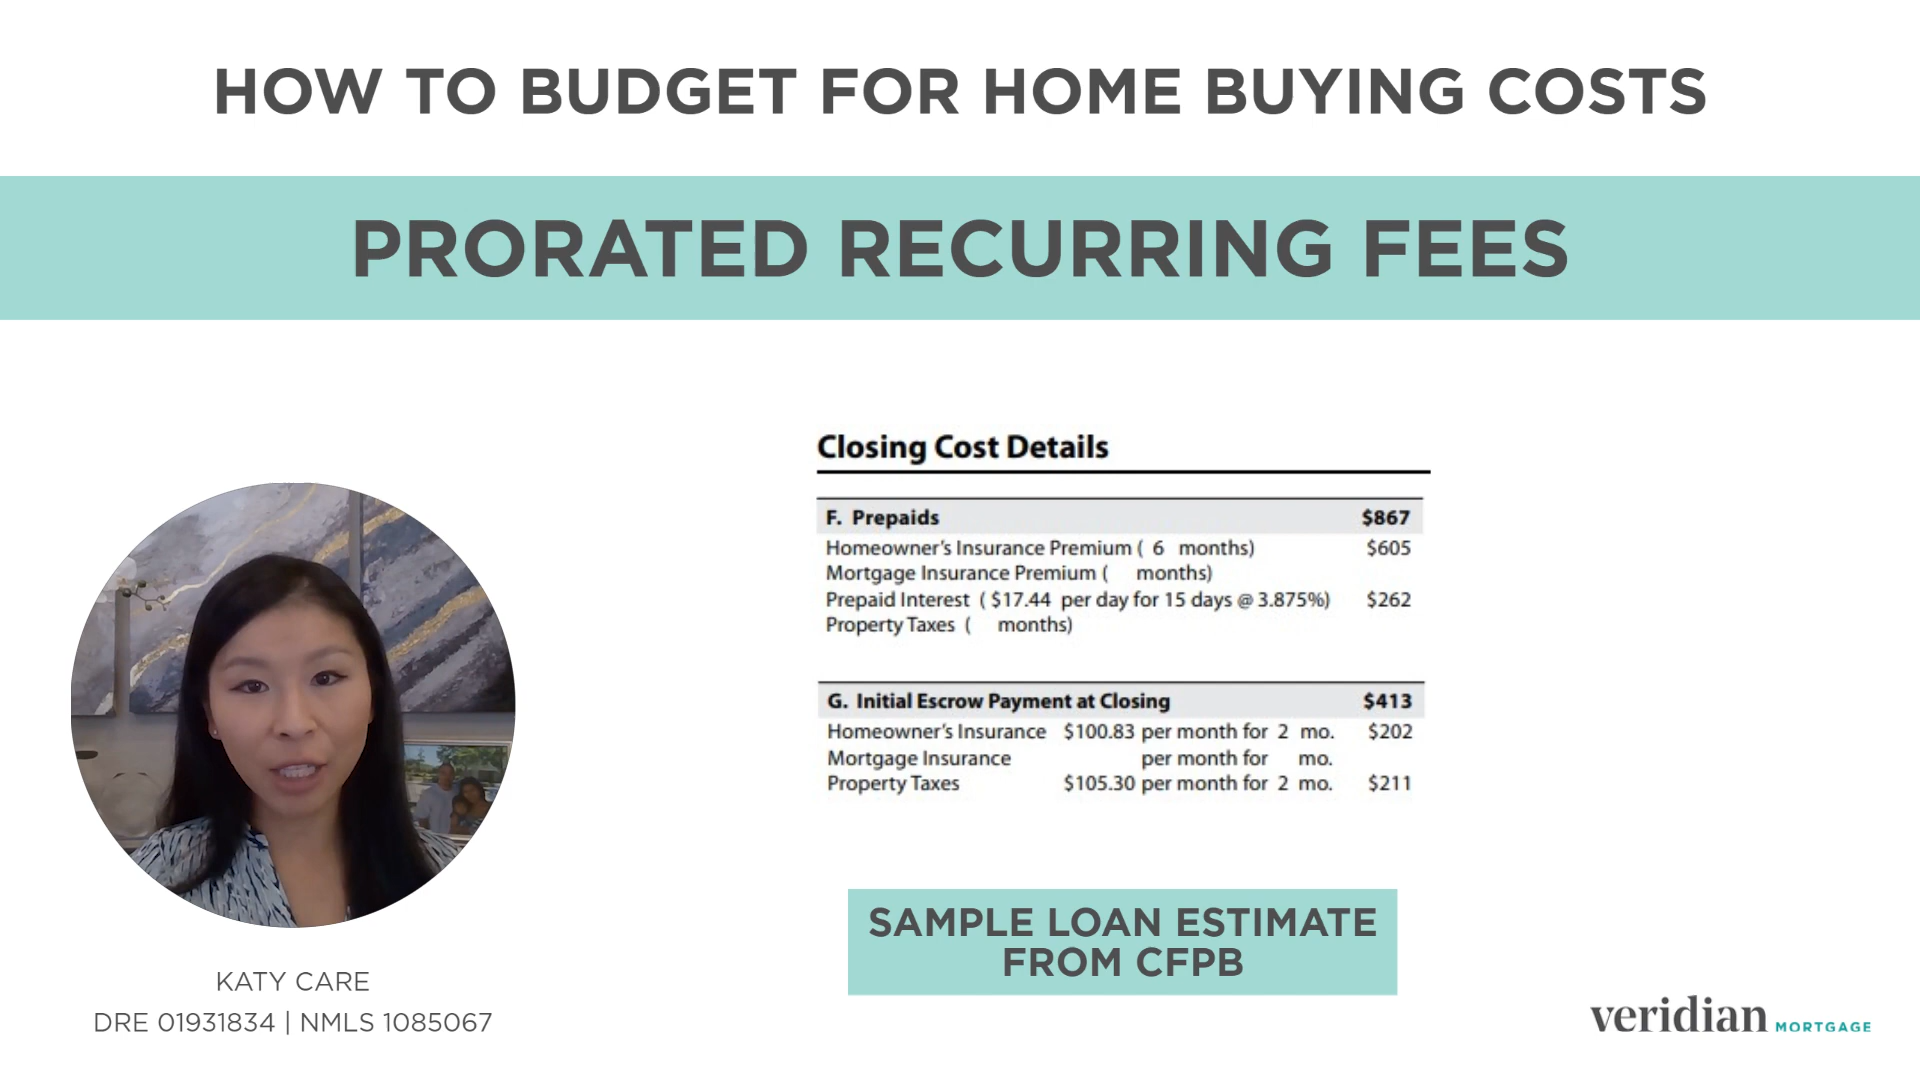 HOW TO BUDGET FOR HOME BUYING COSTS
PRORATED RECURRING FEES
Closing Cost Details
F. Prepaids $867
Homeowner's Insurance Premium ( 6 months) $605
Mortgage Insurance Premium ( months)
Prepaid Interest ( $17.44 per day for 15 days @ 3.875%) $262
Property Taxes ( months)
G. Initial Escrow Payment at Closing $413
Homeowner's Insurance $100.83 per month for 2 mo. $202
Mortgage Insurance per month for mo.
Property Taxes $105.30 per month for 2 mo. $211
SAMPLE LOAN ESTIMATE
FROM CFPB
KATY CARE
DRE 01931834 | NMLS 1085067
veridian MORTGAGE